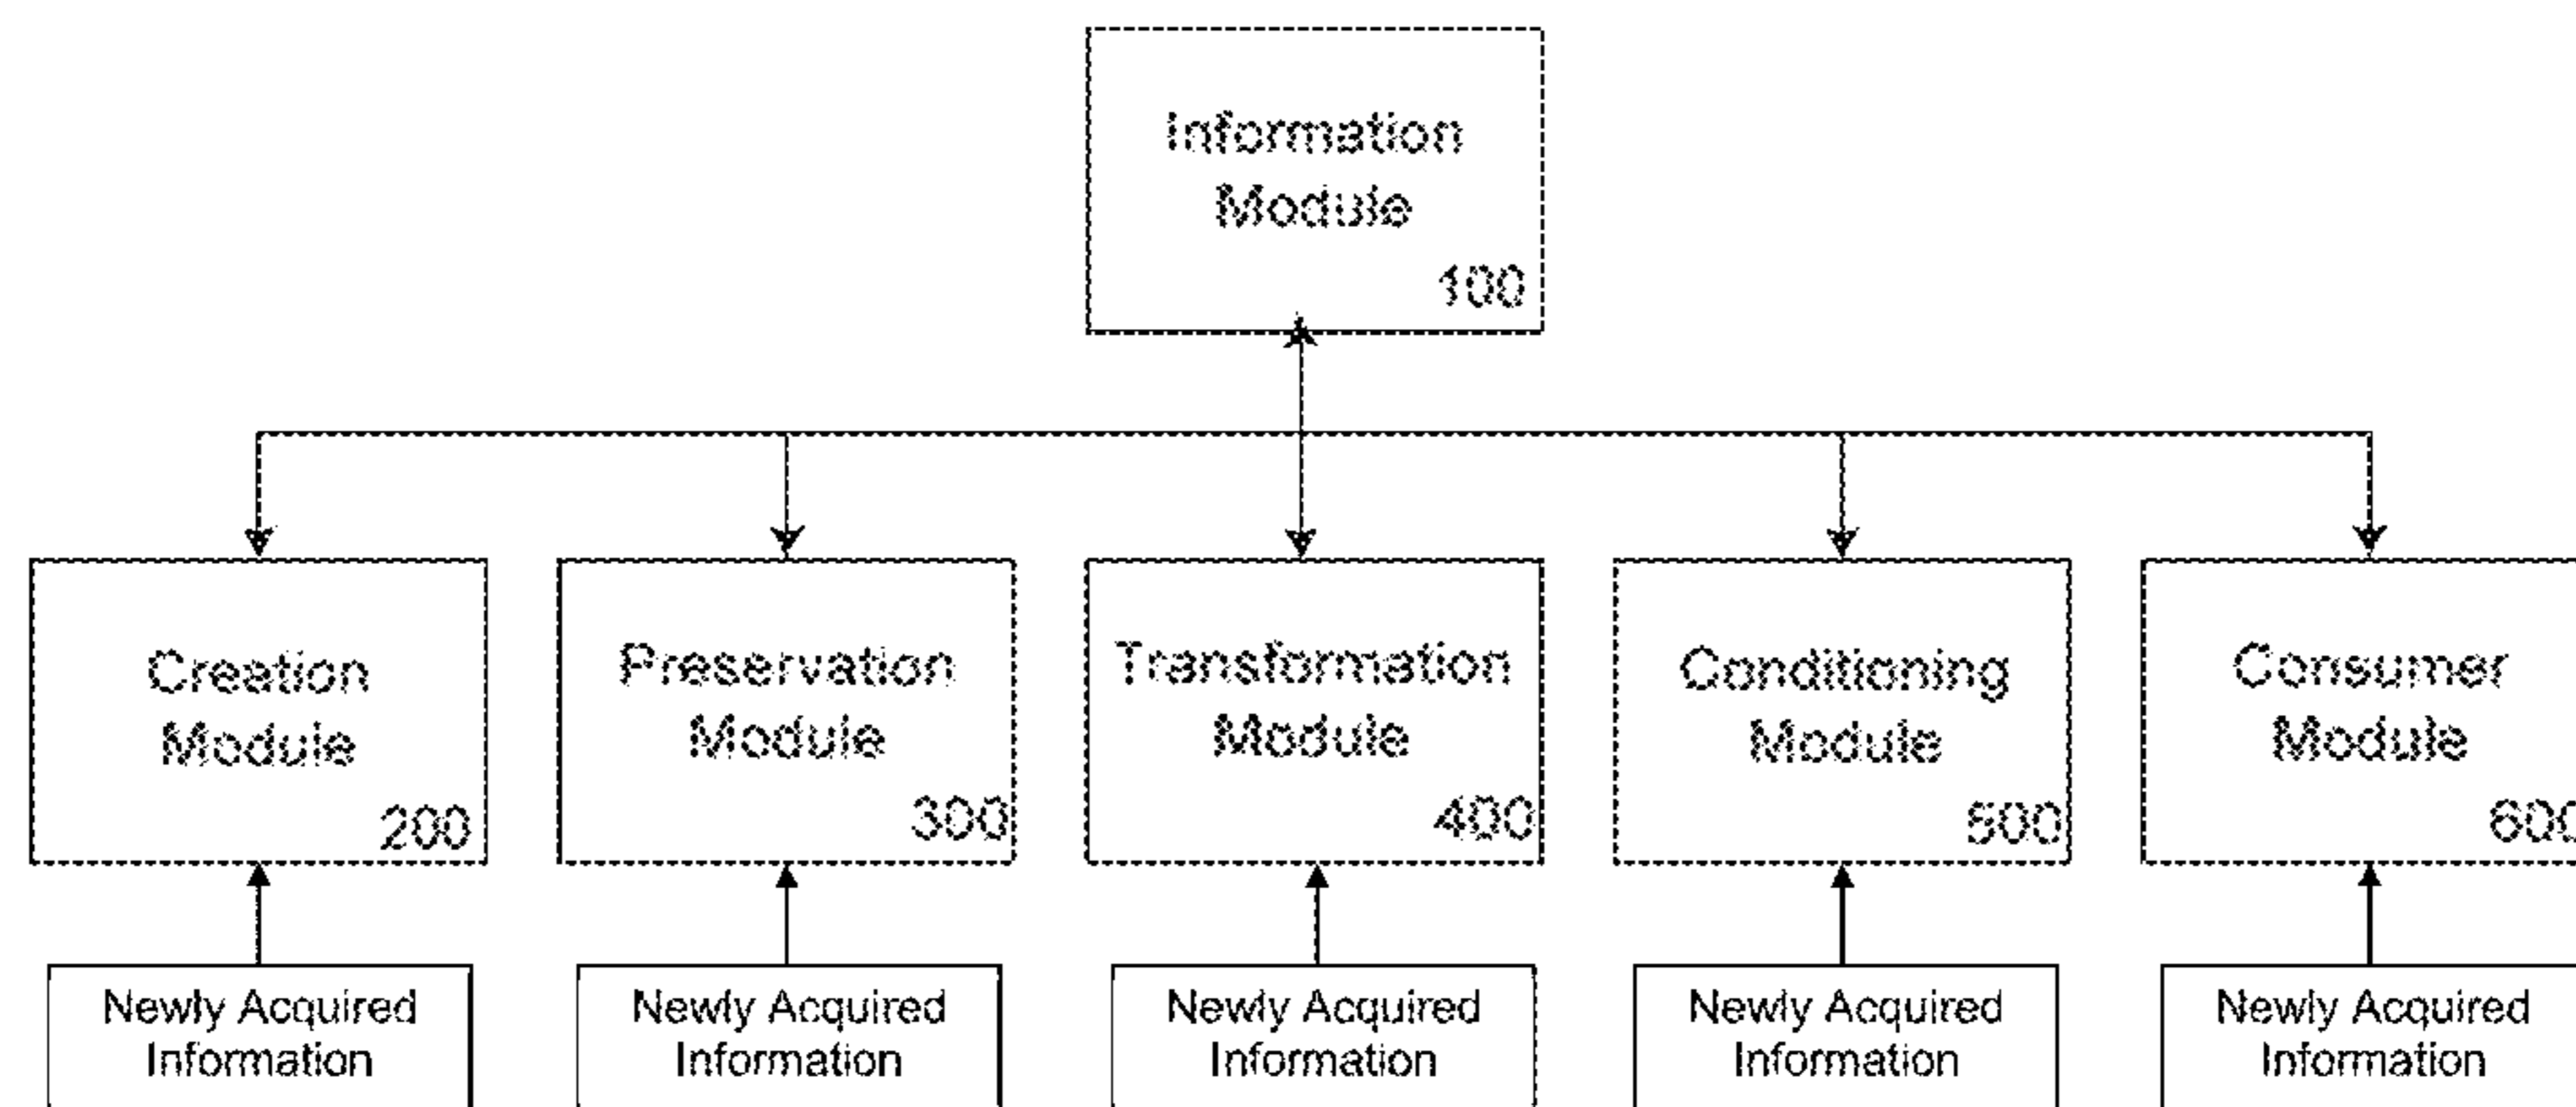 Information
Module
100
Creation
Module
200
Preservation
Module
300
Transformation
Module
400
Conditioning
Module
500
Consumer
Module
600
Newly Acquired
Information
Newly Acquired
Information
Newly Acquired
Information
Newly Acquired
Information
Newly Acquired
Information